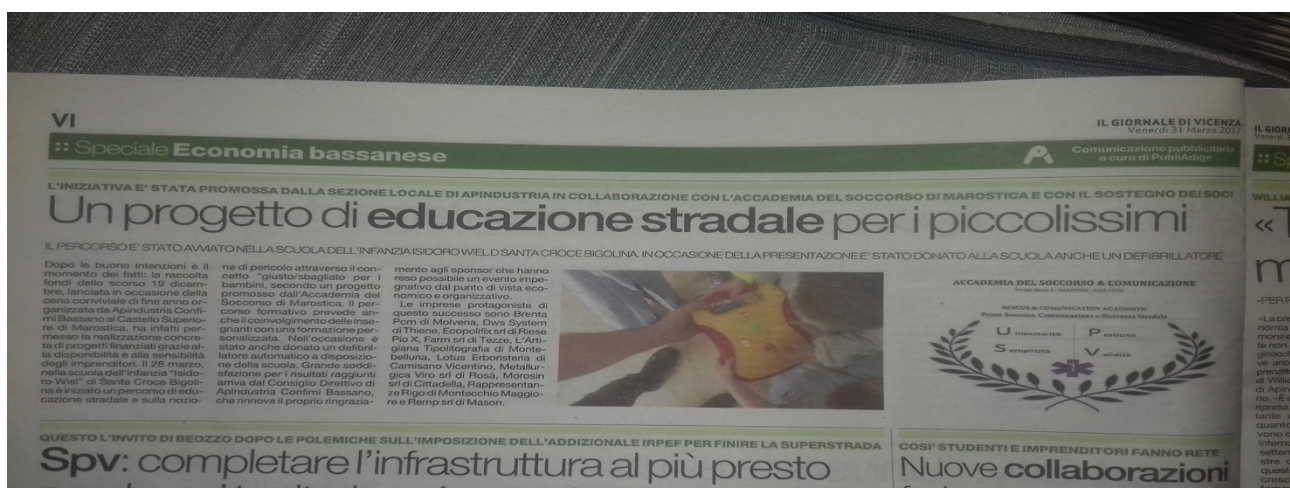 VI
IL GIORNALE DI VICENZA
Venerdì 31 Marzo 2017
:: Speciale Economia bassanese
Comunicazione pubblicitaria
a cura di PubliAdige
L'INIZIATIVA E' STATA PROMOSSA DALLA SEZIONE LOCALE DI APINDUSTRIA IN COLLABORAZIONE CON L'ACCADEMIA DEL SOCCORSO DI MAROSTICA E CON IL SOSTEGNO DEI SOCI
Un progetto di educazione stradale per i piccolissimi
IL PERCORSO E' STATO AVVIATO NELLA SCUOLA DELL'INFANZIA ISIDORO WIEL D SANTA CROCE BIGOLINA. IN OCCASIONE DELLA PRESENTAZIONE E' STATO DONATO ALLA SCUOLA ANCHE UN DEFIBRILLATORE
Dopo le buone intenzioni è il
momento dei fatti: la raccolta
fondi dello scorso 19 dicem-
bre, lanciata in occasione della
cena conviviale di fine anno or-
ganizzata da Apindustria Confi-
mi Bassano al Castello Superio-
re di Marostica, ha infatti per-
messo la realizzazione concre-
ta di progetti finanziati grazie al-
la disponibilità e alla sensibilità
degli imprenditori. Il 28 marzo,
nella scuola dell'infanzia "Isido-
ro Wiel" di Santa Croce Bigoli-
na è iniziato un percorso di edu-
cazione stradale e sulla nozio-
ne di pericolo attraverso il con-
cetto "giusto/sbagliato per i
bambini, secondo un progetto
promosso dall'Accademia del
Soccorso di Marostica. Il per-
corso formativo prevede an-
che il coinvolgimento delle inse-
gnanti con una formazione per-
sonalizzata. Nell'occasione è
stato anche donato un defibril-
latore automatico a disposizio-
ne della scuola. Grande soddi-
sfazione per i risultati raggiunti
arriva dal Consiglio Direttivo di
Apindustria Confimi Bassano,
che rinnova il proprio ringrazia-
mento agli sponsor che hanno
reso possibile un evento impe-
gnativo dal punto di vista eco-
nomico e organizzativo.
Le imprese protagoniste di
questo successo sono Brenta
Pcm di Molvena, Dws System
di Thiene, Ecopolifix srl di Riese
Pio X, Farm srl di Tezze, L'Arti-
giana Tipolitografia di Monte-
belluna, Lotus Erboristeria di
Camisano Vicentino, Metallur-
gica Viro srl di Rosà, Morosin
srl di Cittadella, Rappresentan-
ze Rigo di Montecchio Maggio-
re e Remp srl di Mason.
ACCADEMIA DEL SOCCORSO & COMUNICAZIONE
RESCUE & COMMUNICATION ACADEMY
Primo Soccorso, Comunicazione e Sicurezza Stradale
Universalità
Praticità
Semplicità
Validità
QUESTO L'INVITO DI BEOZZO DOPO LE POLEMICHE SULL'IMPOSIZIONE DELL'ADDIZIONALE IRPEF PER FINIRE LA SUPERSTRADA
Spv: completare l'infrastruttura al più presto
COSI' STUDENTI E IMPRENDITORI FANNO RETE
Nuove collaborazioni